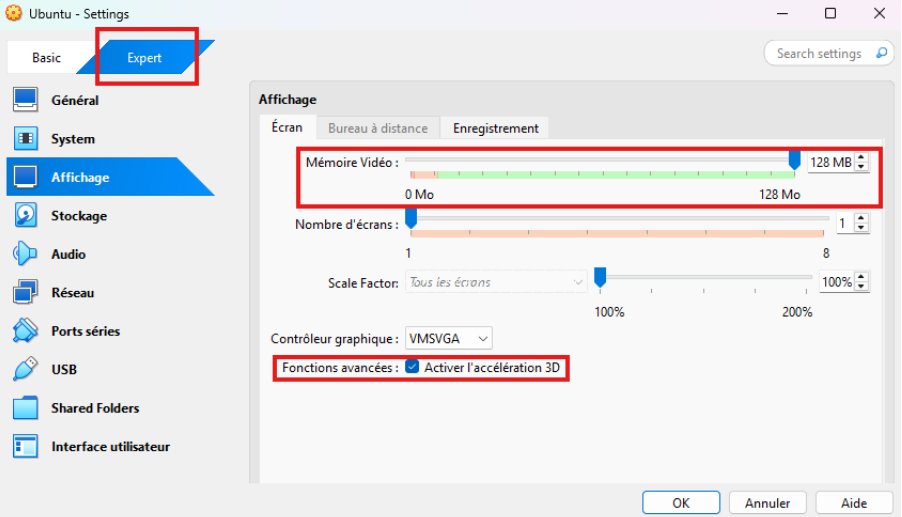 Ubuntu - Settings
Basic
Expert
Search settings
Général
System
Affichage
Stockage
Audio
Réseau
Ports séries
USB
Shared Folders
Interface utilisateur
Affichage
Écran
Bureau à distance
Enregistrement
Mémoire Vidéo :
128 MB
0 Mo
128 Mo
Nombre d'écrans :
1
1
8
Scale Factor:
Tous les écrans
100%
100%
200%
Contrôleur graphique :
VMSVGA
Fonctions avancées :
Activer l'accélération 3D
OK
Annuler
Aide